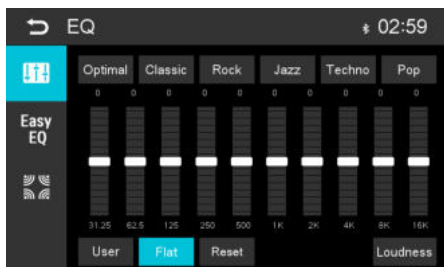 EQ 02:59
Optimal Classic Rock Jazz Techno Pop
0 0 0 0 0 0 0 0 0 0
Easy
EQ
31.25 62.5 125 250 500 1K 2K 4K 8K 16K
User Flat Reset Loudness